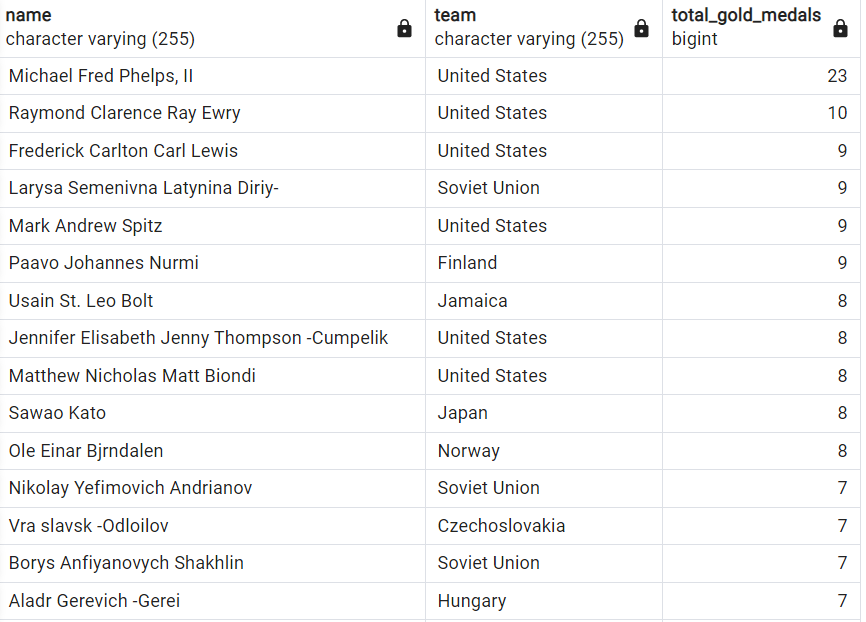 name team total_gold_medals
character varying (255) character varying (255) bigint
Michael Fred Phelps, II United States 23
Raymond Clarence Ray Ewry United States 10
Frederick Carlton Carl Lewis United States 9
Larysa Semenivna Latynina Diriy- Soviet Union 9
Mark Andrew Spitz United States 9
Paavo Johannes Nurmi Finland 9
Usain St. Leo Bolt Jamaica 8
Jennifer Elisabeth Jenny Thompson -Cumpelik United States 8
Matthew Nicholas Matt Biondi United States 8
Sawao Kato Japan 8
Ole Einar Bjrndalen Norway 8
Nikolay Yefimovich Andrianov Soviet Union 7
Vra slavsk -Odloilov Czechoslovakia 7
Borys Anfiyanovych Shakhlin Soviet Union 7
Aladr Gerevich -Gerei Hungary 7